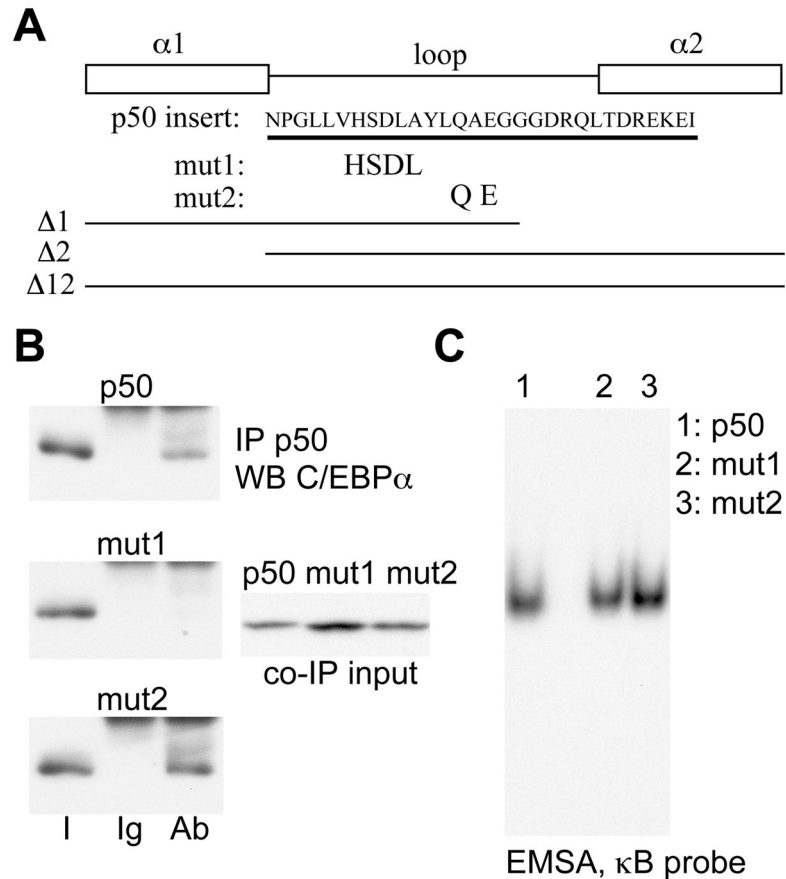 A
α1
loop
α2
p50 insert: NPGLLVHSDLAYLQAEGGGDRQLTDREKEI
mut1: HSDL
mut2: Q E
Δ1
Δ2
Δ12
B
p50
IP p50
WB C/EBPα
mut1
p50 mut1 mut2
co-IP input
mut2
I Ig Ab
C
1 2 3
1: p50
2: mut1
3: mut2
EMSA, κB probe